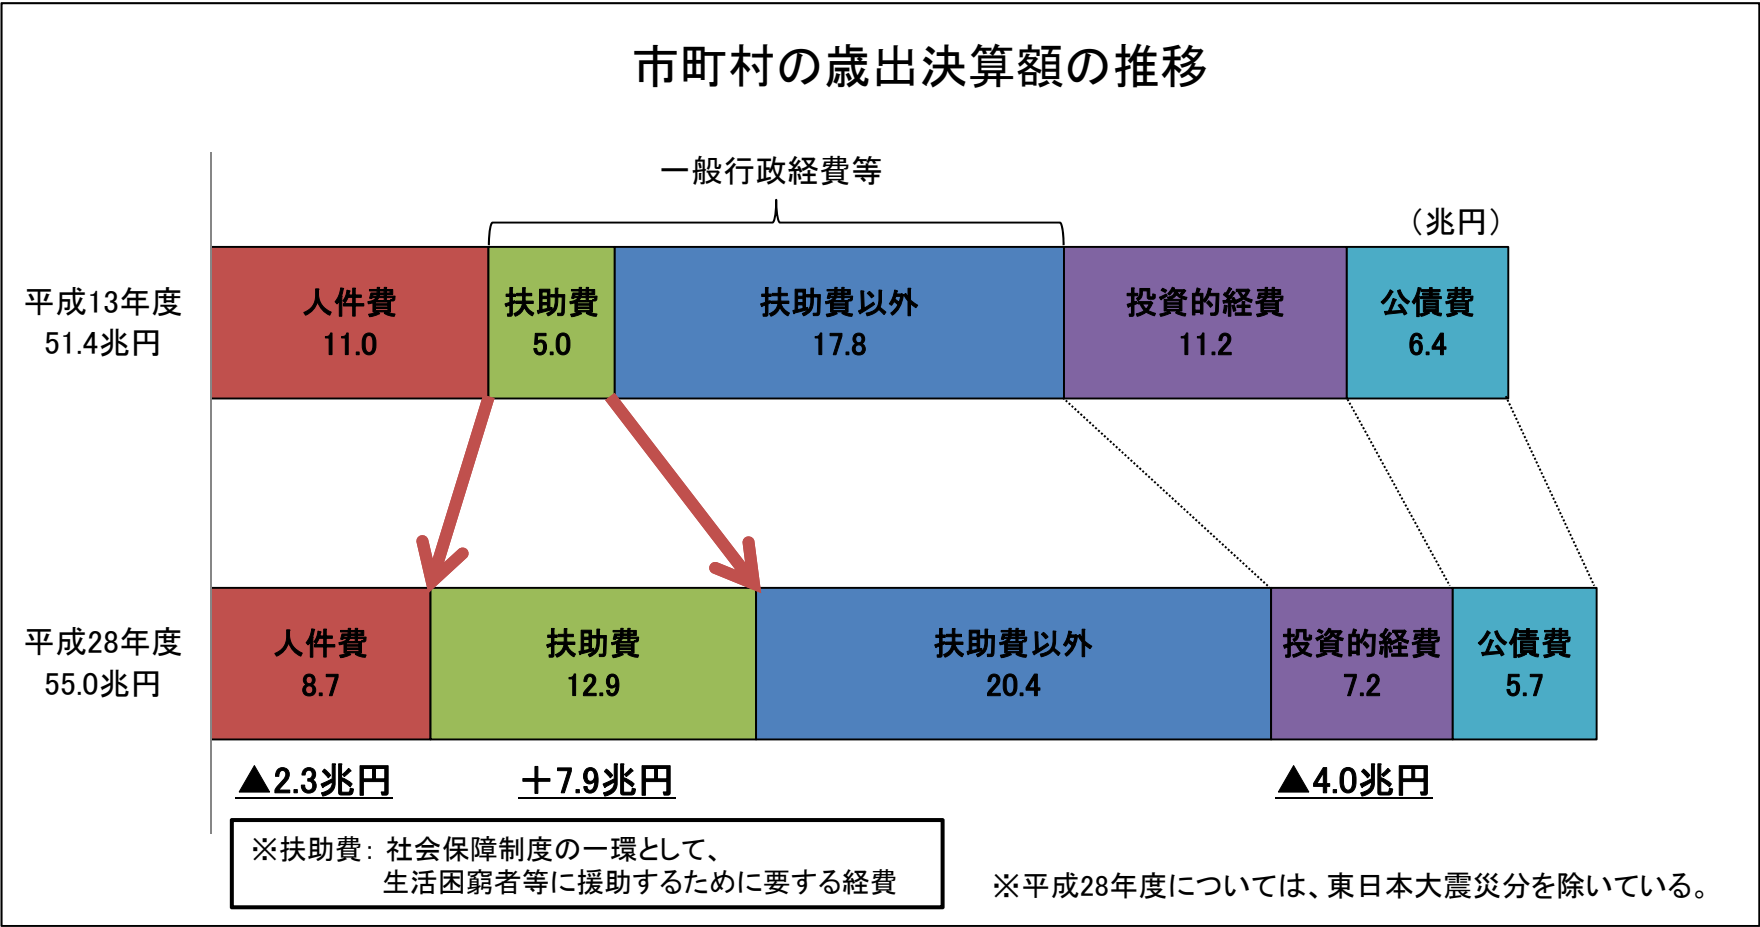 市町村の歳出決算額の推移
一般行政経費等
（兆円）
平成13年度
51.4兆円
人件費
11.0
扶助費
5.0
扶助費以外
17.8
投資的経費
11.2
公債費
6.4
平成28年度
55.0兆円
人件費
8.7
扶助費
12.9
扶助費以外
20.4
投資的経費
7.2
公債費
5.7
▲2.3兆円
＋7.9兆円
▲4.0兆円
※扶助費：社会保障制度の一環として、
生活困窮者等に援助するために要する経費
※平成28年度については、東日本大震災分を除いている。